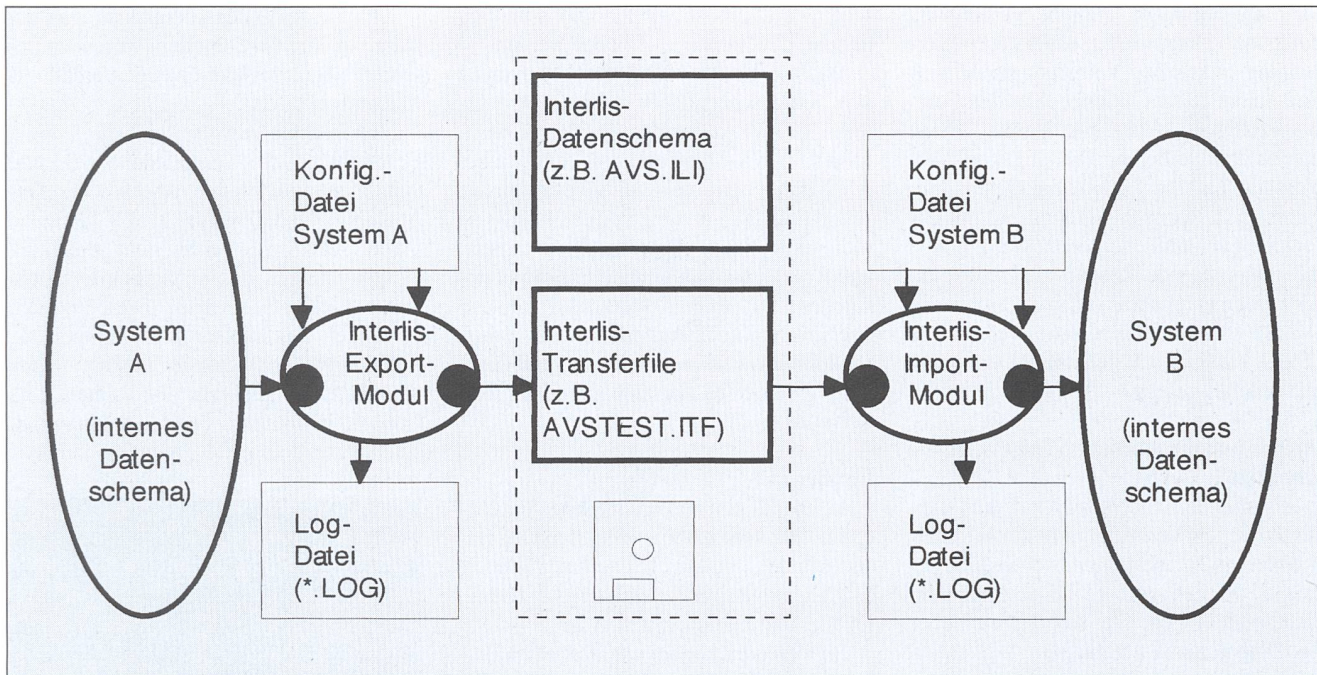 System
A
(internes
Daten-
schema)
Konfig.-
Datei
System A
Interlis-
Export-
Modul
Log-
Datei
(*.LOG)
Interlis-
Datenschema
(z.B. AVS.ILI)
Interlis-
Transferfile
(z.B.
AVSTEST.ITF)
Konfig.-
Datei
System B
Interlis-
Import-
Modul
Log-
Datei
(*.LOG)
System
B
(internes
Daten-
schema)